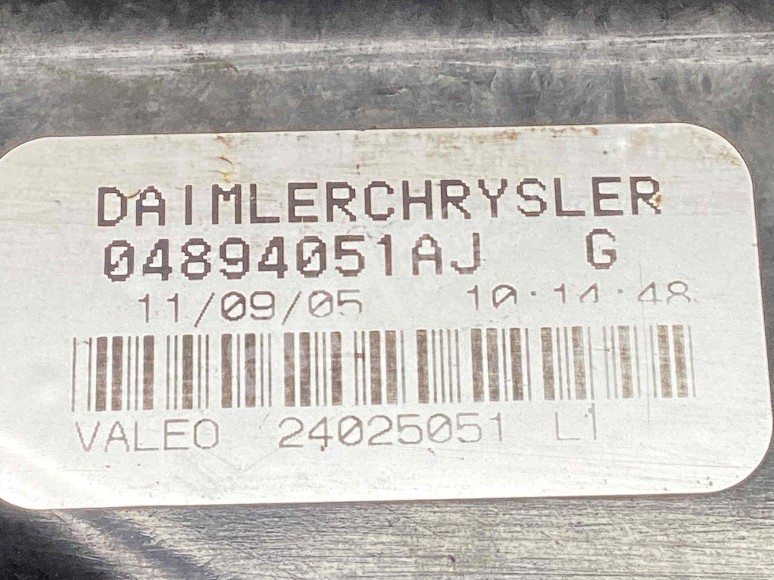 DAIMLERCHRYSLER
04894051AJ G
11/09/05 10:14:48
VALEO 24025051 L1